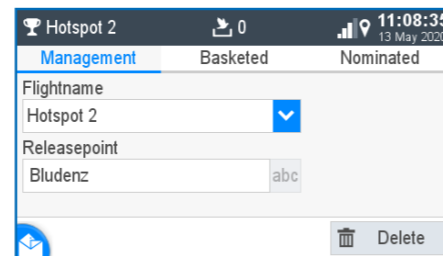 Hotspot 2 0 11:08:35
13 May 2020
Management Basketed Nominated
Flightname
Hotspot 2
Releasepoint
Bludenz abc
Delete